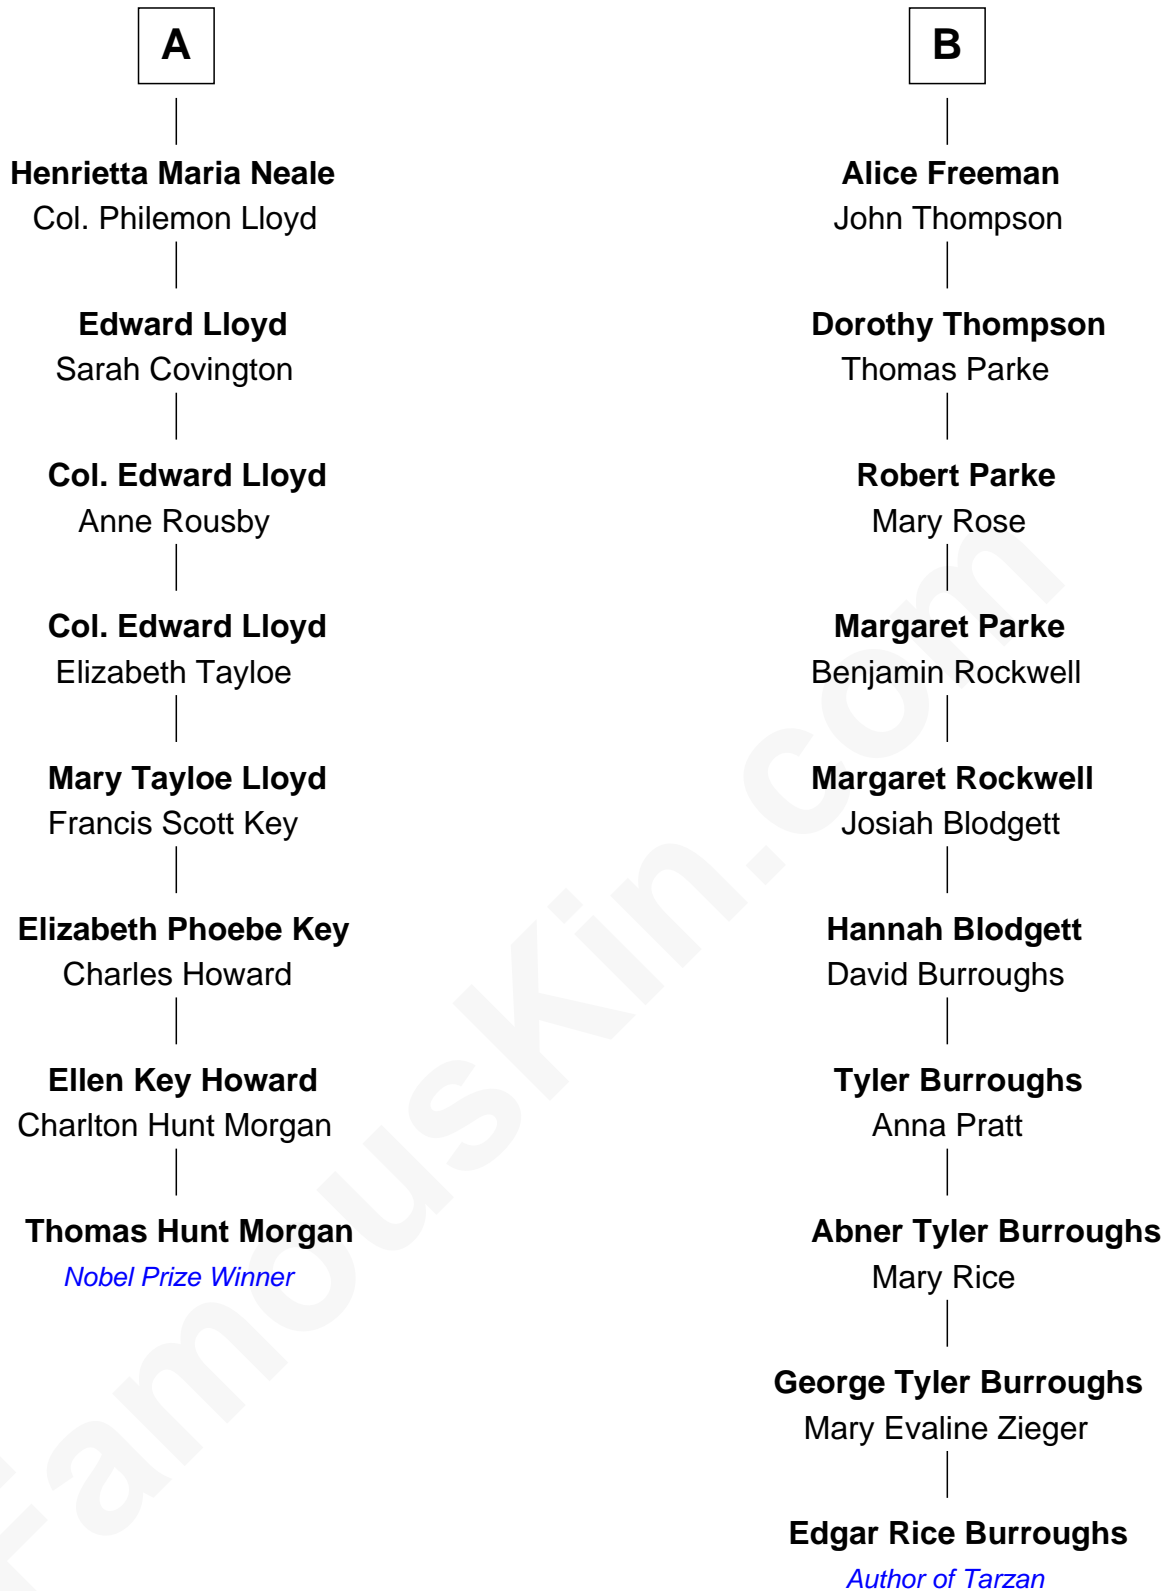 A
Henrietta Maria Neale
Col. Philemon Lloyd
Edward Lloyd
Sarah Covington
Col. Edward Lloyd
Anne Rousby
Col. Edward Lloyd
Elizabeth Tayloe
Mary Tayloe Lloyd
Francis Scott Key
Elizabeth Phoebe Key
Charles Howard
Ellen Key Howard
Charlton Hunt Morgan
Thomas Hunt Morgan
Nobel Prize Winner
B
Alice Freeman
John Thompson
Dorothy Thompson
Thomas Parke
Robert Parke
Mary Rose
Margaret Parke
Benjamin Rockwell
Margaret Rockwell
Josiah Blodgett
Hannah Blodgett
David Burroughs
Tyler Burroughs
Anna Pratt
Abner Tyler Burroughs
Mary Rice
George Tyler Burroughs
Mary Evaline Zieger
Edgar Rice Burroughs
Author of Tarzan
FamousKin.com